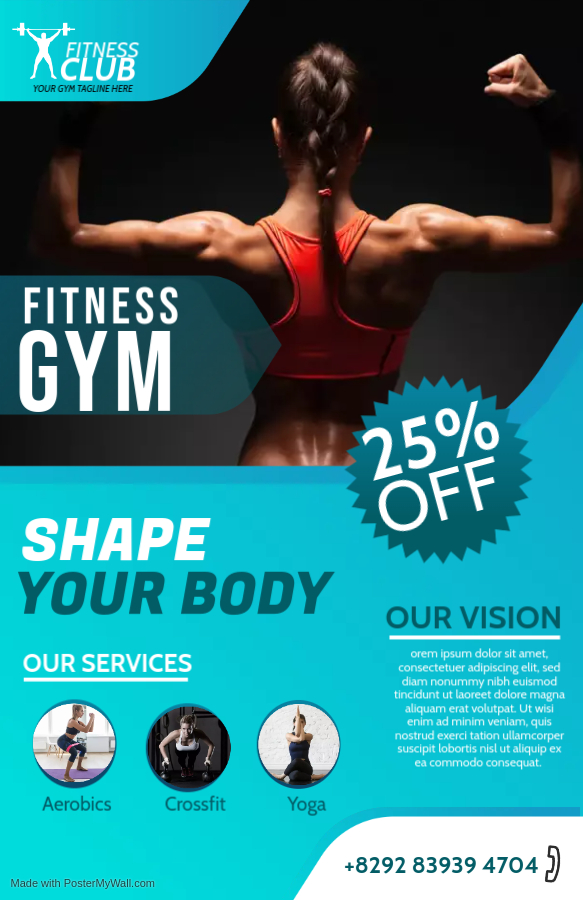 FITNESS
CLUB
YOUR GYM TAGLINE HERE
FITNESS
GYM
25%
OFF
SHAPE
YOUR BODY
OUR SERVICES
Aerobics
Crossfit
Yoga
OUR VISION
orem ipsum dolor sit amet,
consectetuer adipiscing elit, sed
diam nonummy nibh euismod
tincidunt ut laoreet dolore magna
aliquam erat volutpat. Ut wisi
enim ad minim veniam, quis
nostrud exerci tation ullamcorper
suscipit lobortis nisl ut aliquip ex
ea commodo consequat.
+8292 83939 4704
Made with PosterMyWall.com